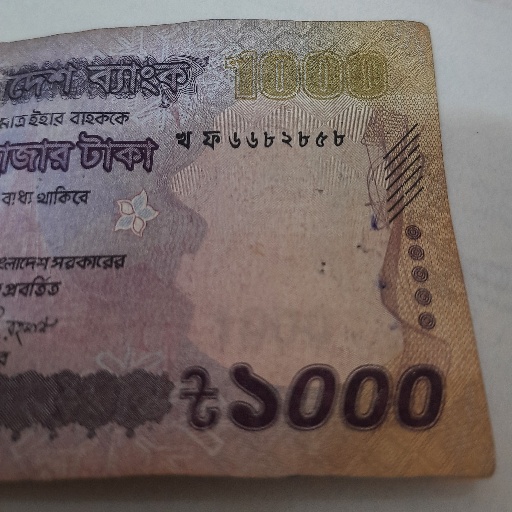 দেশ ব্যাংক 1000
মাত্র ইহার বাহককে
াজার টাকা খ ফ ৬৬৮২৮৫৮
বাধ্য থাকিবে
ংলাদেশ সরকারের
প্রবর্তিত
৳১০০০